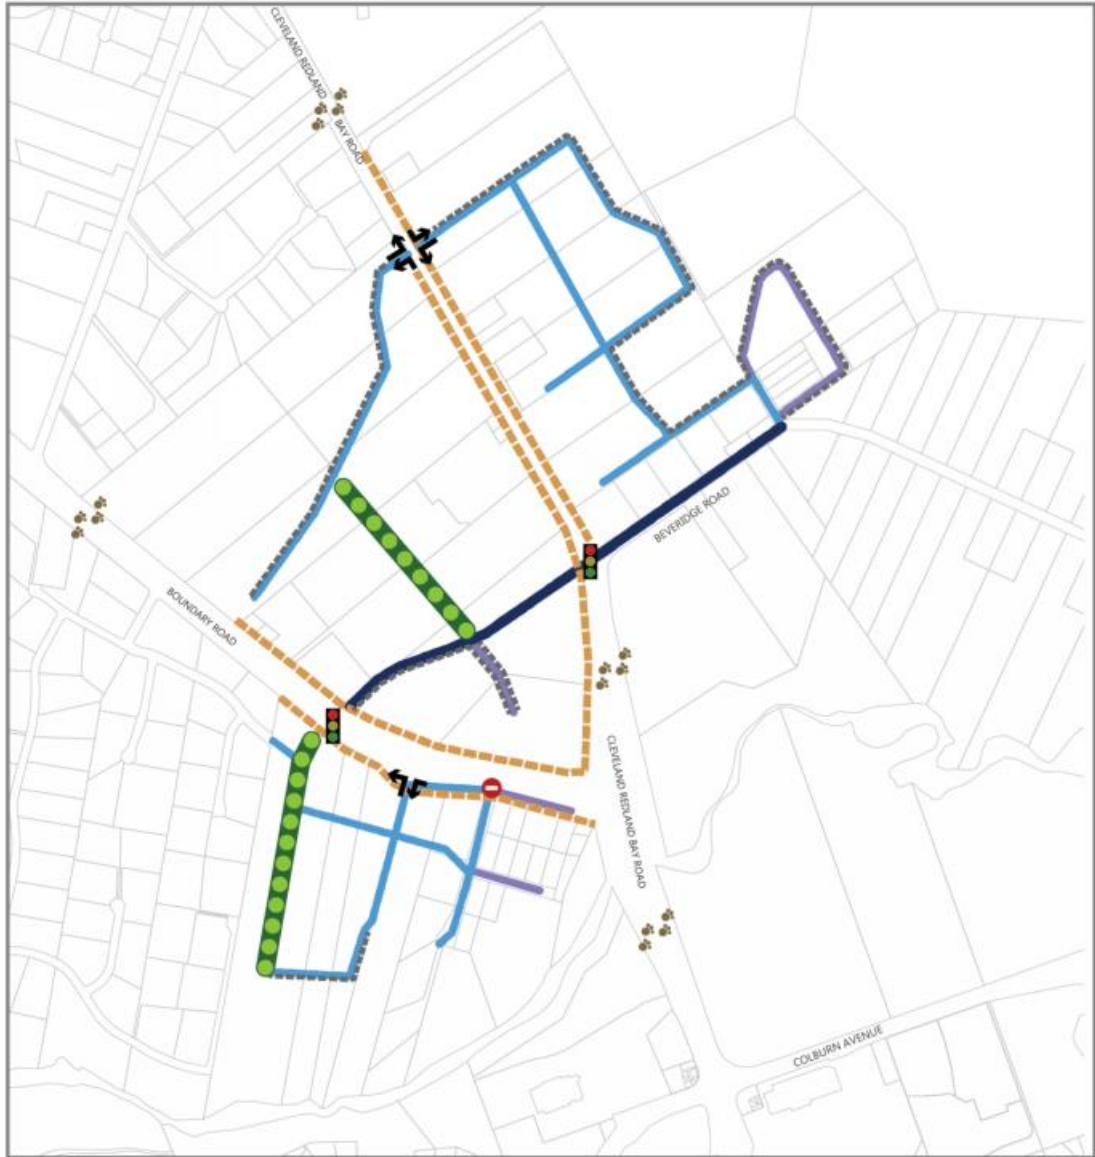 CLEVELAND REDLAND
BAY ROAD
BEVERIDGE ROAD
BOUNDARY ROAD
CLEVELAND REDLAND BAY ROAD
COLBURN AVENUE